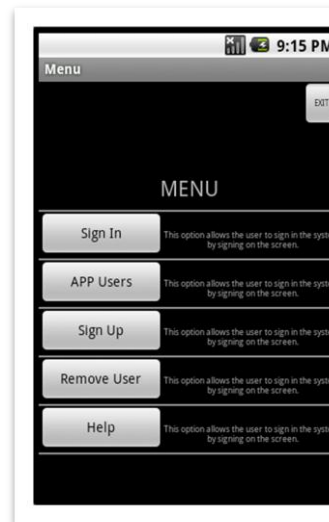 9:15 PM
Menu
EXIT
MENU
Sign In
This option allows the user to sign in the syste
by signing on the screen.
APP Users
This option allows the user to sign in the syste
by signing on the screen.
Sign Up
This option allows the user to sign in the syste
by signing on the screen.
Remove User
This option allows the user to sign in the syste
by signing on the screen.
Help
This option allows the user to sign in the syste
by signing on the screen.